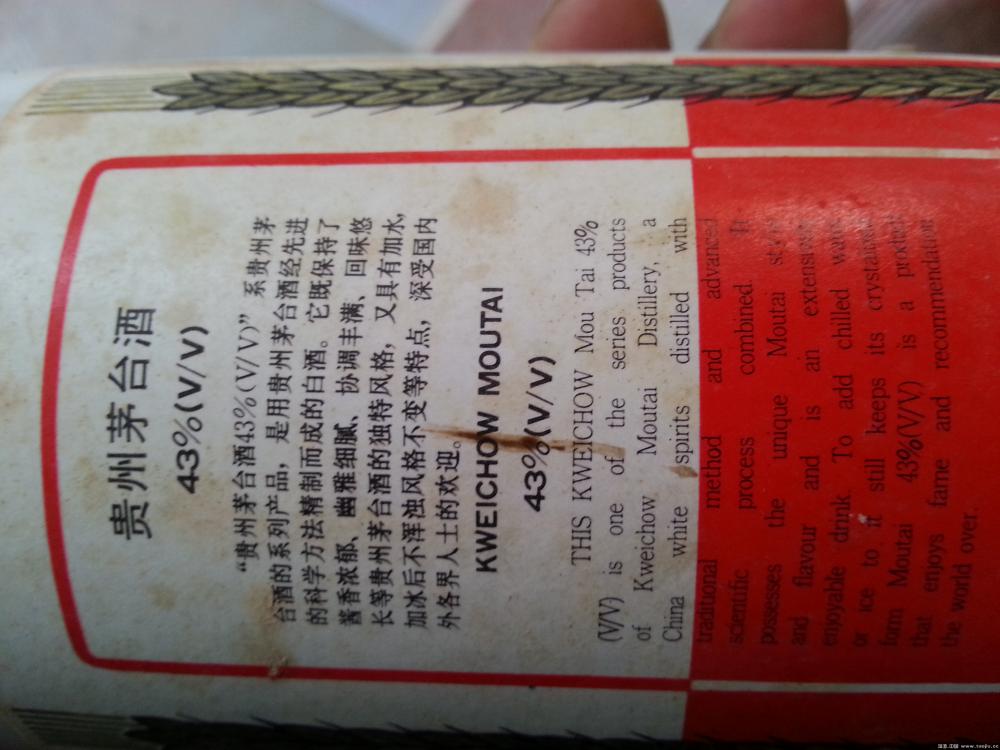 贵州茅台酒
43%(V/V)
“贵州茅台酒43%(V/V)”系贵州茅
台酒的系列产品，是用贵州茅台酒经先进
的科学方法精制而成的白酒。它既保持了
酱香浓郁、幽雅细腻、协调丰满、回味悠
长等贵州茅台酒的独特风格，又具有加水,
加冰后不浑浊风格不变等特点，深受国内
外各界人士的欢迎。
KWEICHOW MOUTAI
43%(V/V)
THIS KWEICHOW Mou Tai 43%
(V/V) is one of the series products
of Kweichow Moutai Distillery, a
China white spirits distilled with
traditional method and advanced
scientific process combined It
possesses the unique Moutai style
and flavour and is an extensively
enjoyable drink To add chilled water
or ice to it still keeps its crystalline
form Moutai 43%(V/V) is a product
that enjoys fame and recommendation
the world over.